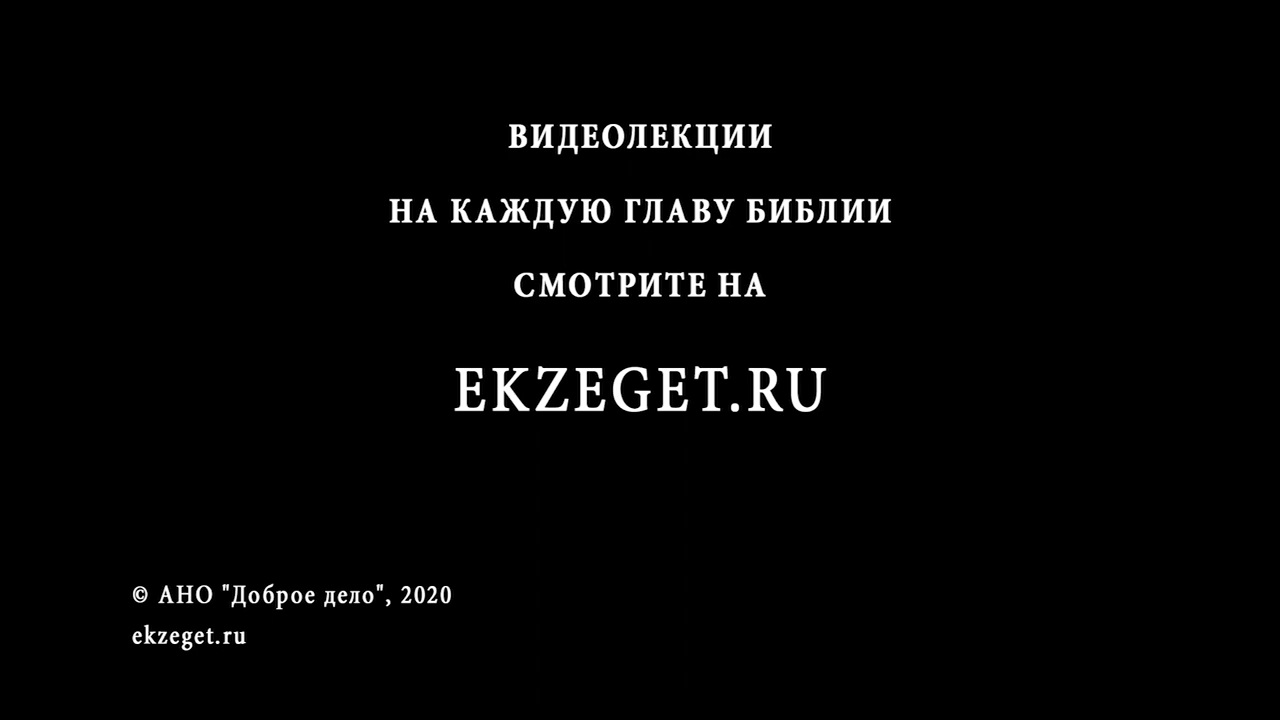 ВИДЕОЛЕКЦИИ
НА КАЖДУЮ ГЛАВУ БИБЛИИ
СМОТРИТЕ НА
EKZEGET.RU
© АНО "Доброе дело", 2020
ekzeget.ru